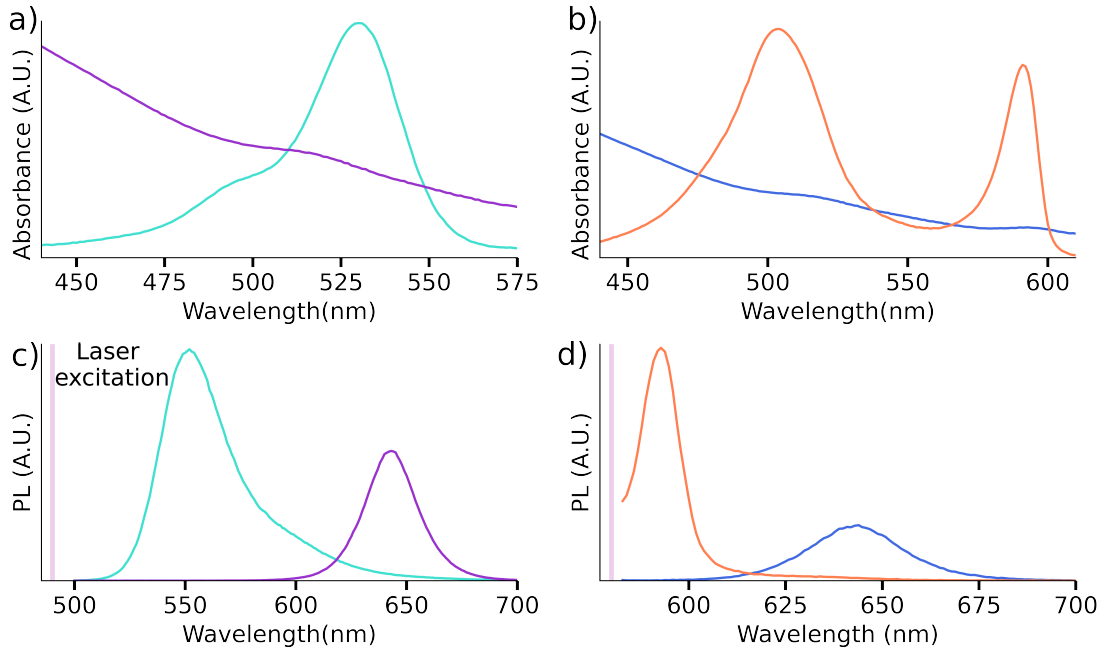 a)
Absorbance (A.U.)
450 475 500 525 550 575
Wavelength(nm)
b)
Absorbance (A.U.)
450 500 550 600
Wavelength(nm)
c)
Laser
excitation
PL (A.U.)
500 550 600 650 700
Wavelength(nm)
d)
PL (A.U.)
600 625 650 675 700
Wavelength (nm)